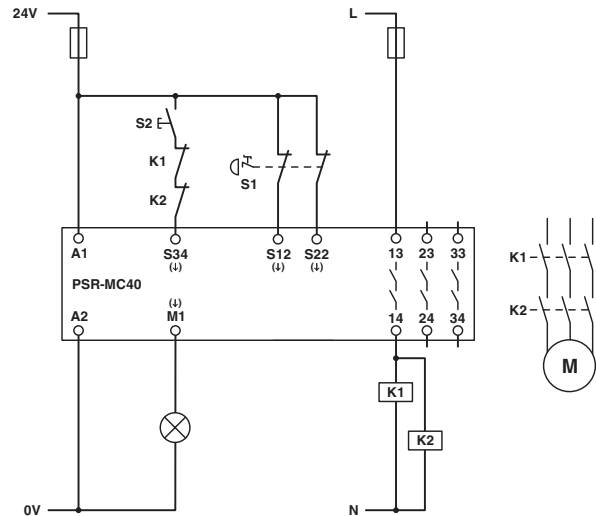 24V
L
S2
K1
S1
K2
A1
S34
S12
S22
13
23
33
(↓)
(↓)
(↓)
K1
PSR-MC40
(↓)
A2
M1
14
24
34
K2
M
K1
K2
0V
N